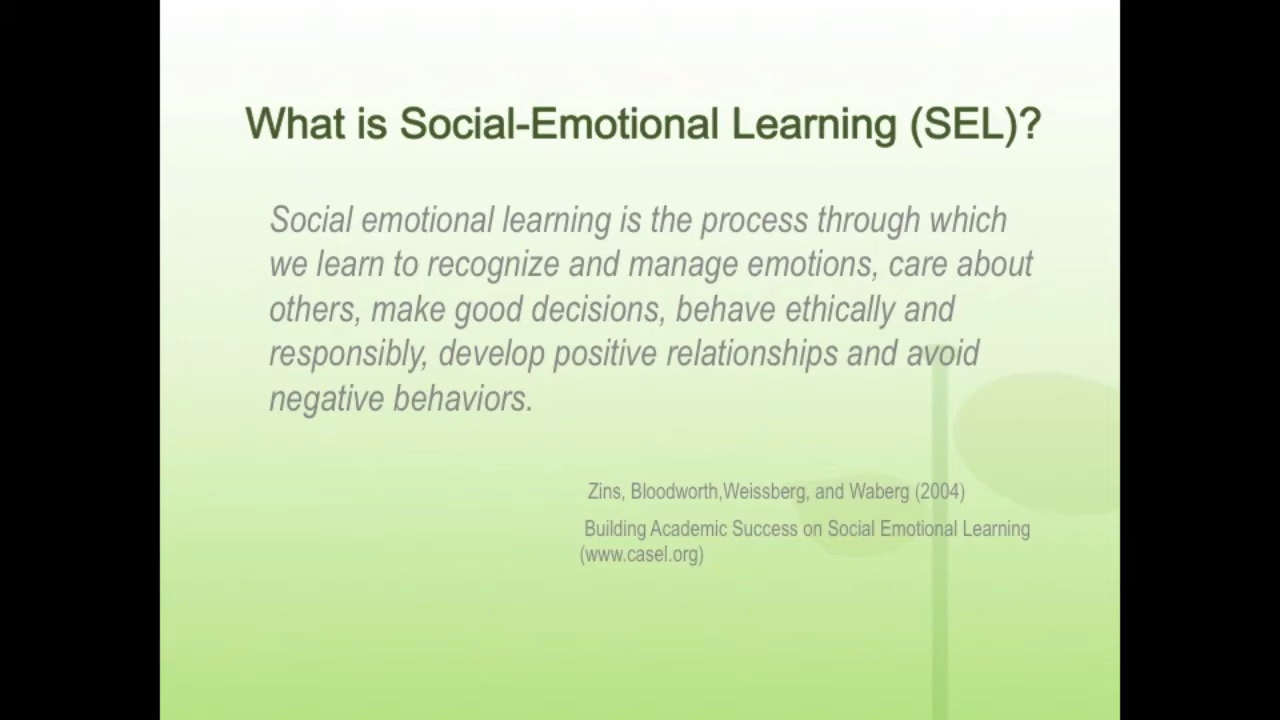 What is Social-Emotional Learning (SEL)?
Social emotional learning is the process through which
we learn to recognize and manage emotions, care about
others, make good decisions, behave ethically and
responsibly, develop positive relationships and avoid
negative behaviors.
Zins, Bloodworth,Weissberg, and Waberg (2004)
Building Academic Success on Social Emotional Learning
(www.casel.org)